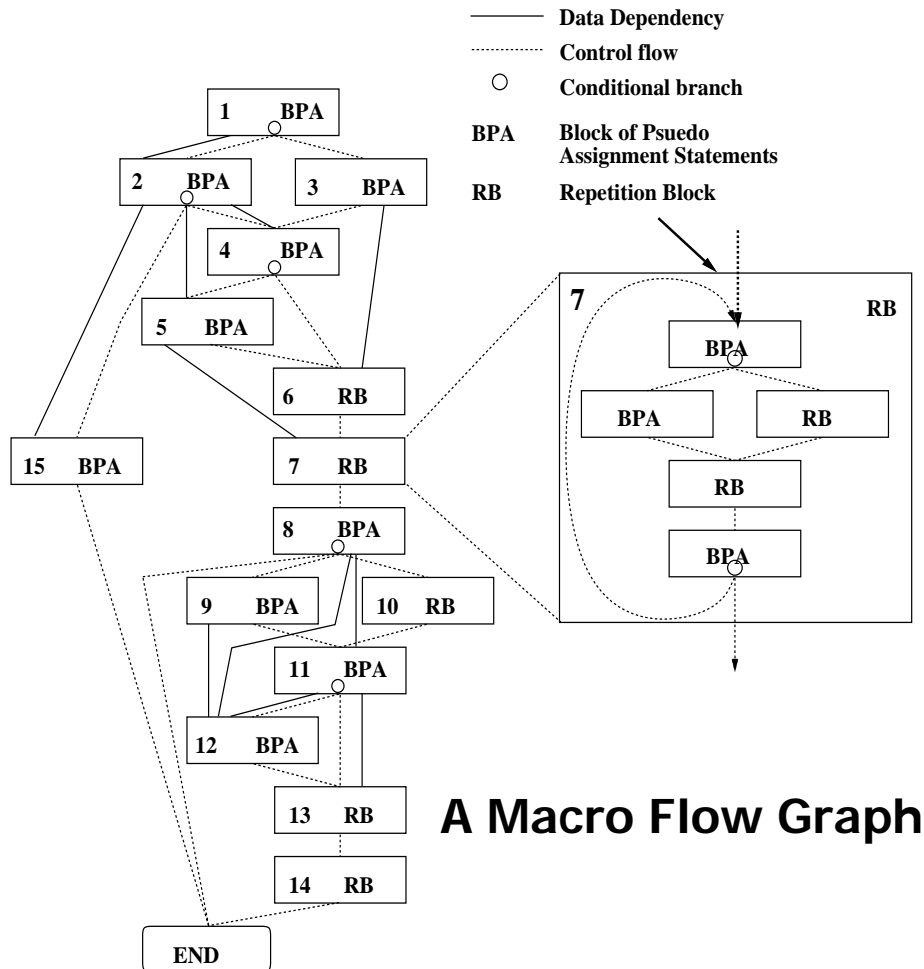 Data Dependency
Control flow
Conditional branch
BPA Block of Psuedo
Assignment Statements
RB Repetition Block
1 BPA
2 BPA
3 BPA
4 BPA
5 BPA
6 RB
15 BPA
7 RB
8 BPA
9 BPA
10 RB
11 BPA
12 BPA
13 RB
14 RB
END
7
RB
BPA
BPA RB
RB
BPA
A Macro Flow Graph